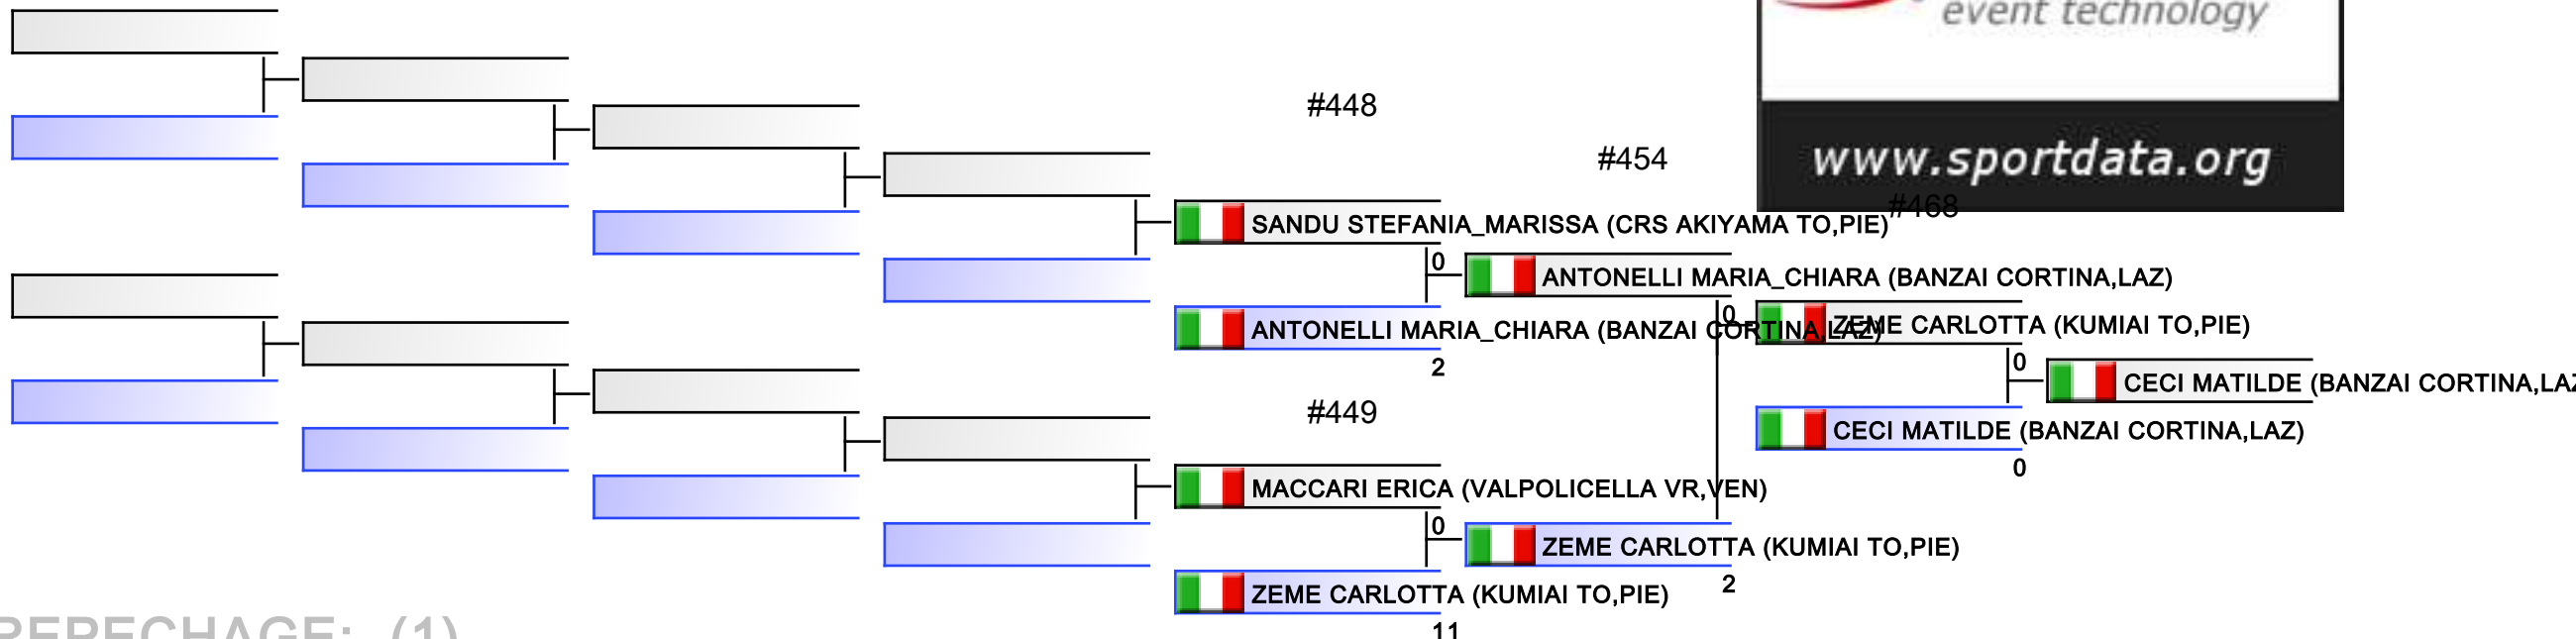 event technology
#448
#454
www.sportdata.org
#468
SANDU STEFANIA_MARISSA (CRS AKIYAMA TO,PIE)
0
ANTONELLI MARIA_CHIARA (BANZAI CORTINA,LAZ)
0
ZEME CARLOTTA (KUMIAI TO,PIE)
ANTONELLI MARIA_CHIARA (BANZAI CORTINA,LAZ)
2
0
CECI MATILDE (BANZAI CORTINA,LAZ
#449
CECI MATILDE (BANZAI CORTINA,LAZ)
0
MACCARI ERICA (VALPOLICELLA VR,VEN)
0
ZEME CARLOTTA (KUMIAI TO,PIE)
2
ZEME CARLOTTA (KUMIAI TO,PIE)
11
REPECHAGE: (1)